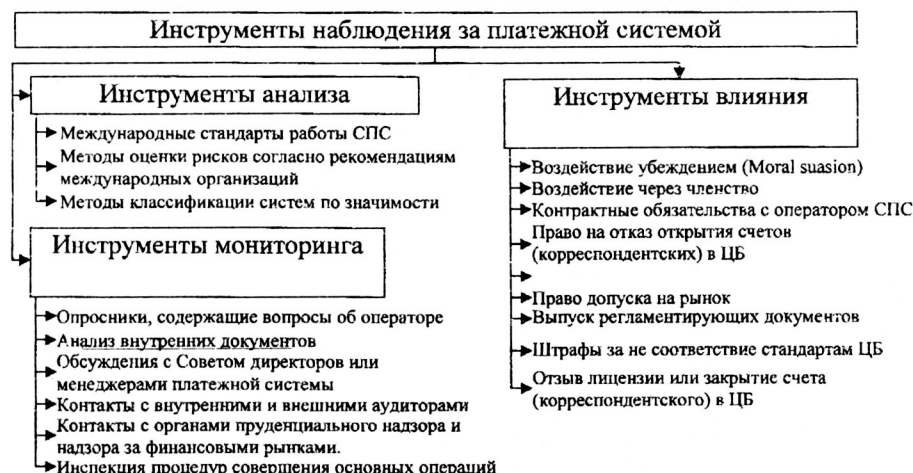 Инструменты наблюдения за платежной системой
Инструменты анализа
Международные стандарты работы СПС
Методы оценки рисков согласно рекомендациям
международных организаций
Методы классификации систем по значимости
Инструменты мониторинга
Опросники, содержащие вопросы об операторе
Анализ внутренних документов
Обсуждения с Советом директоров или
менеджерами платежной системы
Контакты с внутренними и внешними аудиторами
Контакты с органами пруденциального надзора и
надзора за финансовыми рынками.
Инспекция процедур совершения основных операций
Инструменты влияния
Воздействие убеждением (Moral suasion)
Воздействие через членство
Контрактные обязательства с оператором СПС
Право на отказ открытия счетов
(корреспондентских) в ЦБ
Право допуска на рынок
Выпуск регламентирующих документов
Штрафы за не соответствие стандартам ЦБ
Отзыв лицензии или закрытие счета
(корреспондентского) в ЦБ